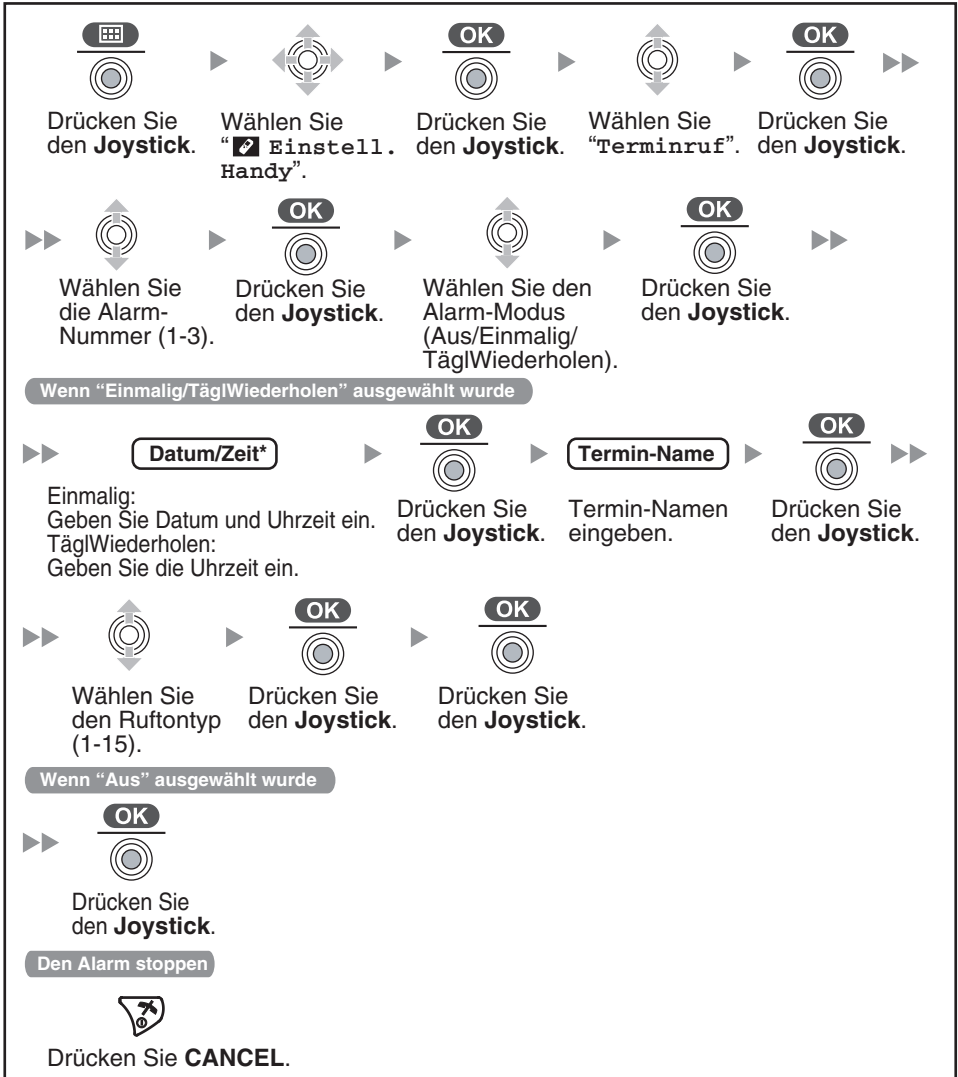 OK OK
Drücken Sie den Joystick.
Wählen Sie
“ Einstell.
Handy”.
Drücken Sie
den Joystick.
Wählen Sie
“Terminruf”.
Drücken Sie
den Joystick.
OK OK
Wählen Sie
die Alarm-
Nummer (1-3).
Drücken Sie
den Joystick.
Wählen Sie den
Alarm-Modus
(Aus/Einmalig/
TäglWiederholen).
Drücken Sie
den Joystick.
Wenn “Einmalig/TäglWiederholen” ausgewählt wurde
Datum/Zeit*
OK
Termin-Name
OK
Einmalig:
Geben Sie Datum und Uhrzeit ein.
TäglWiederholen:
Geben Sie die Uhrzeit ein.
Drücken Sie
den Joystick.
Termin-Namen
eingeben.
Drücken Sie
den Joystick.
OK OK
Wählen Sie
den Ruftontyp
(1-15).
Drücken Sie
den Joystick.
Drücken Sie
den Joystick.
Wenn “Aus” ausgewählt wurde
OK
Drücken Sie
den Joystick.
Den Alarm stoppen
Drücken Sie CANCEL.